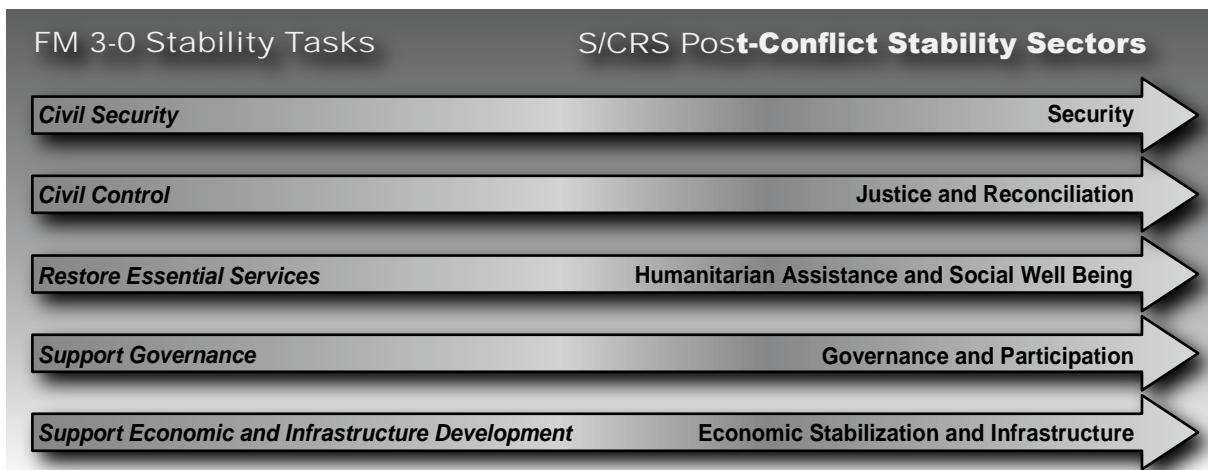 FM 3-0 Stability Tasks
S/CRS Post-Conflict Stability Sectors
Civil Security
Security
Civil Control
Justice and Reconciliation
Restore Essential Services
Humanitarian Assistance and Social Well Being
Support Governance
Governance and Participation
Support Economic and Infrastructure Development
Economic Stabilization and Infrastructure